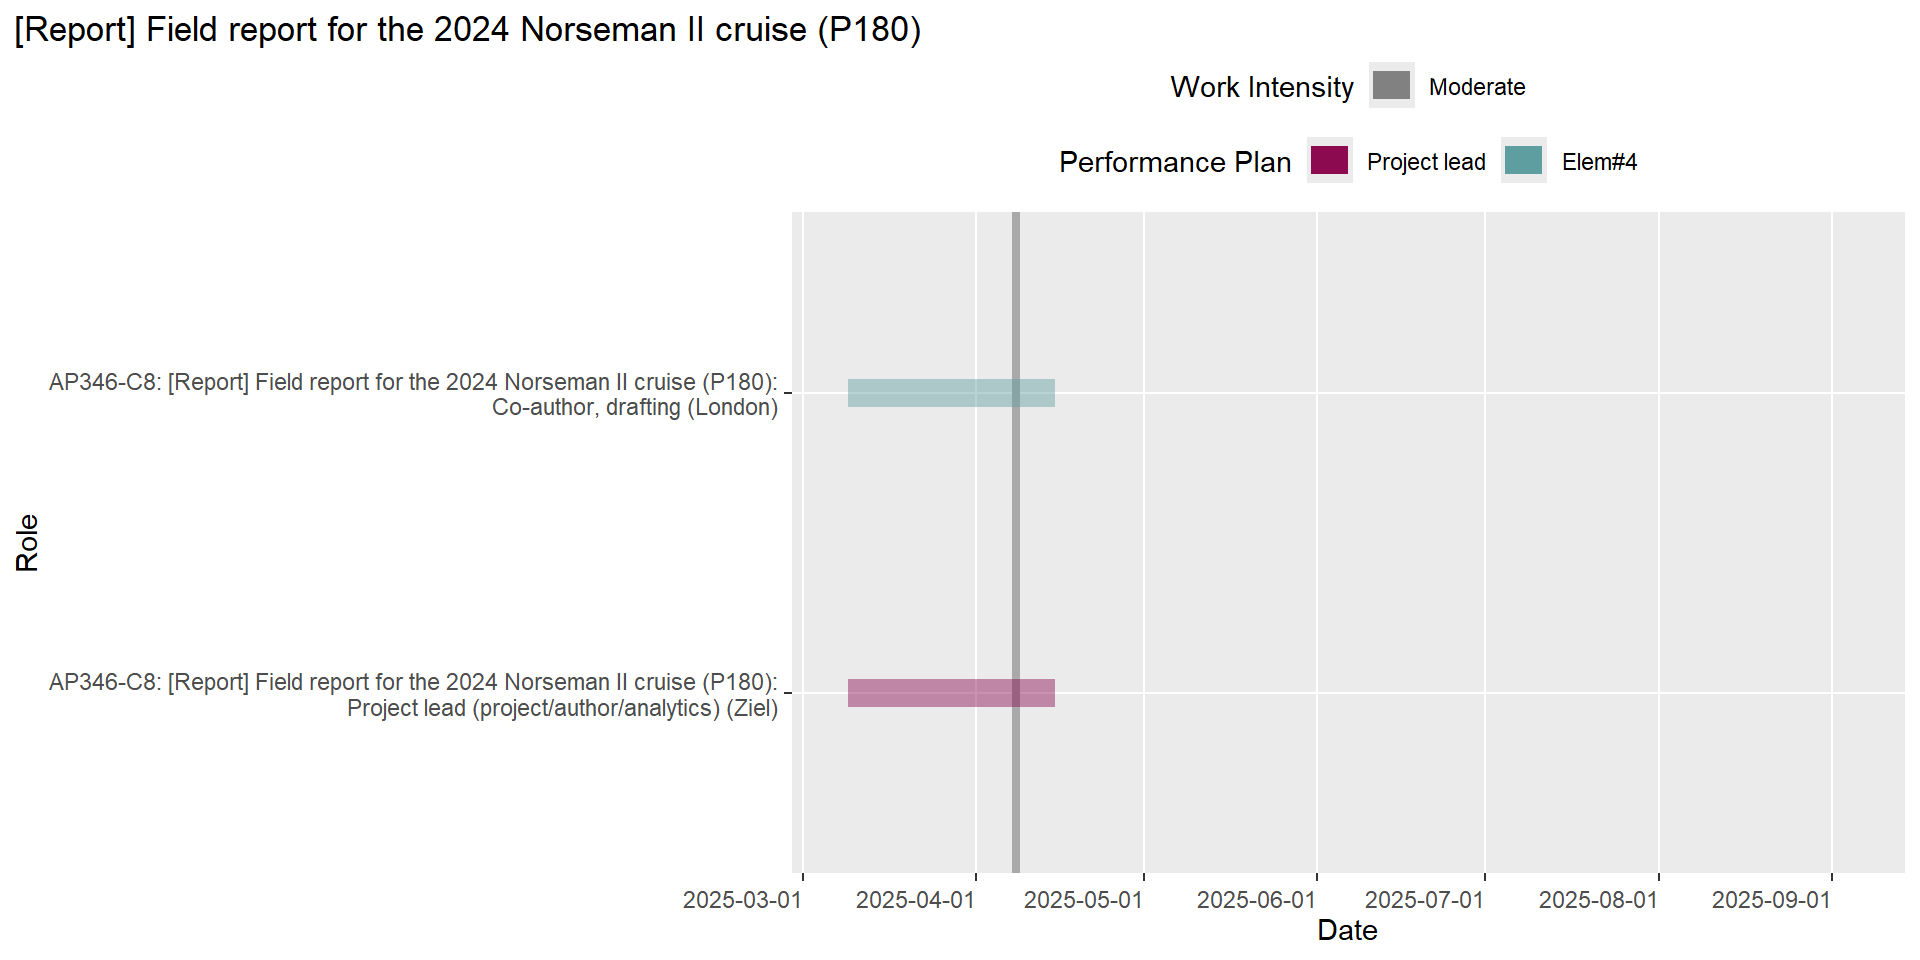 [Report] Field report for the 2024 Norseman II cruise (P180)
Work Intensity Moderate
Performance Plan Project lead Elem#4
AP346-C8: [Report] Field report for the 2024 Norseman II cruise (P180):
Co-author, drafting (London)
Role
AP346-C8: [Report] Field report for the 2024 Norseman II cruise (P180):
Project lead (project/author/analytics) (Ziel)
2025-03-01 2025-04-01 2025-05-01 2025-06-01 2025-07-01 2025-08-01 2025-09-01
Date